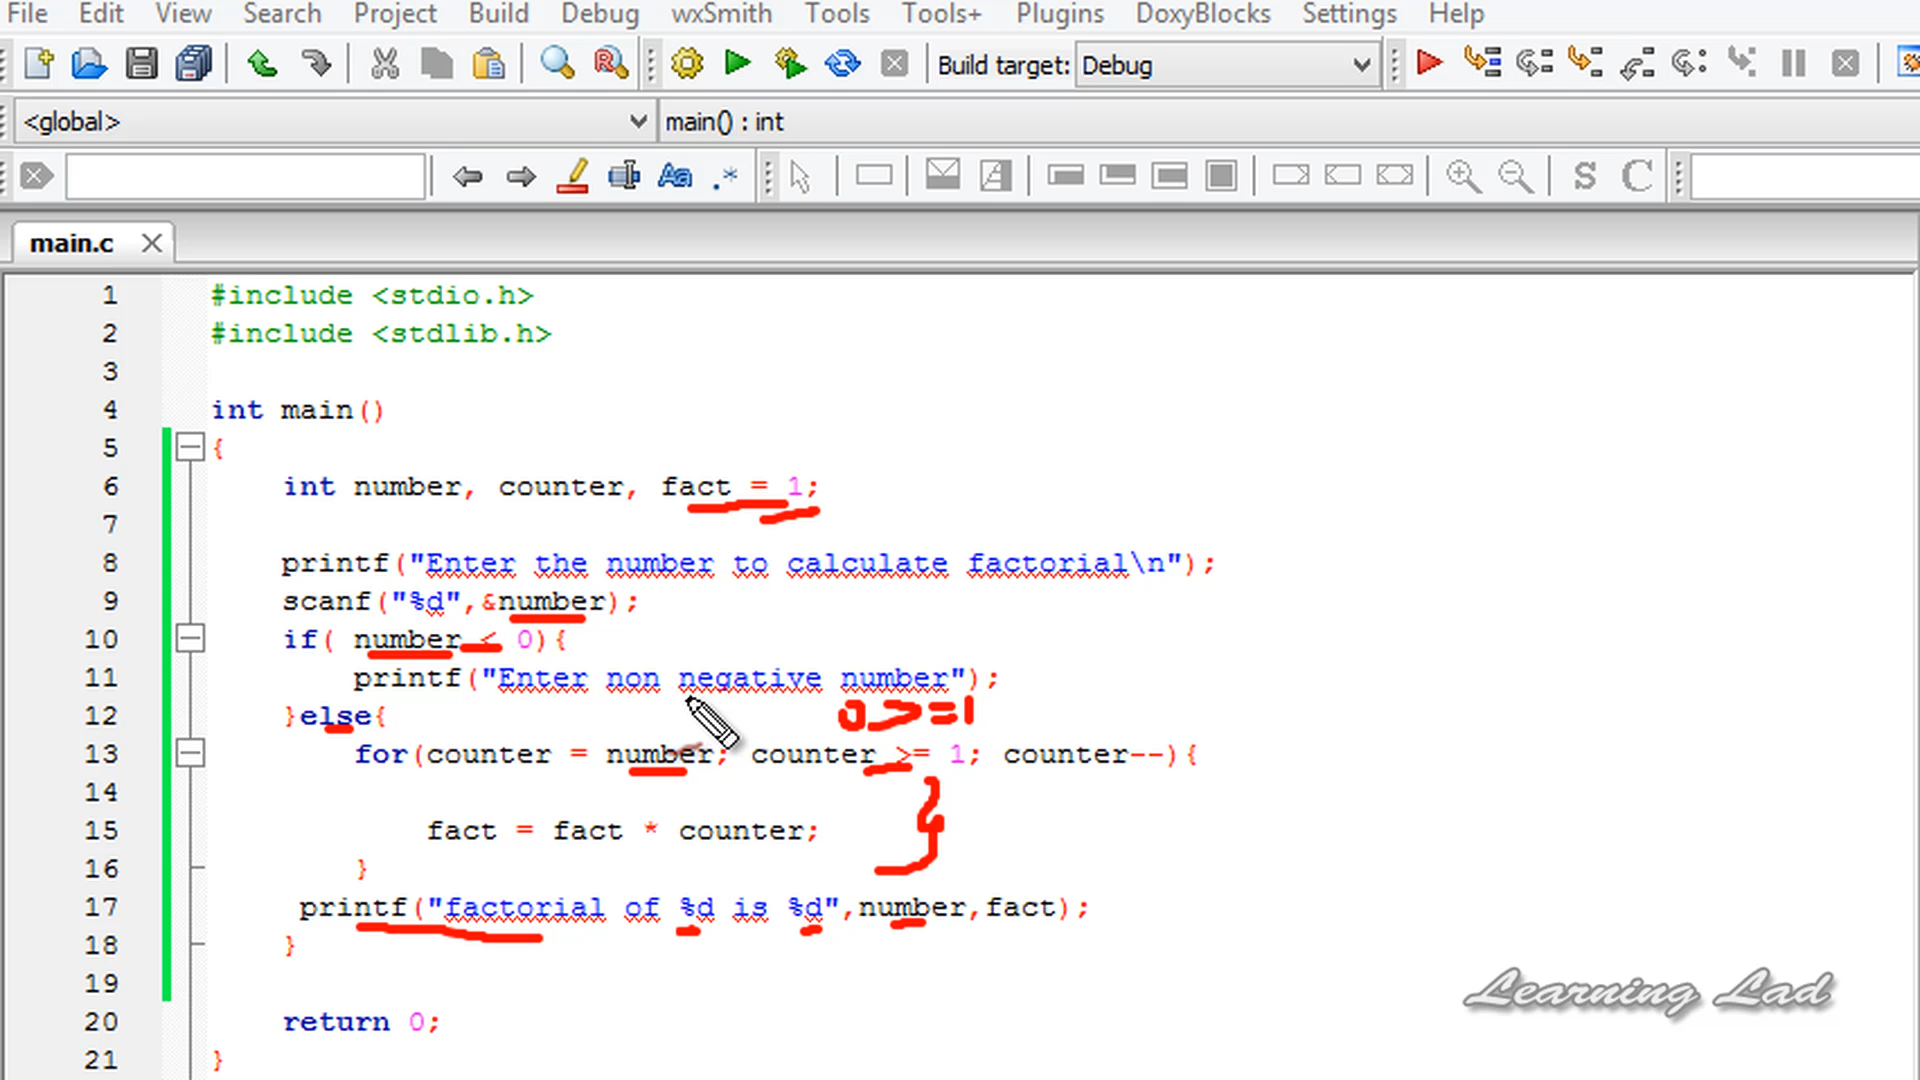 File Edit View Search Project Build Debug wxSmith Tools Tools+ Plugins DoxyBlocks Settings Help
Build target: Debug
<global> main() : int
Aa .* S C
main.c
1 #include <stdio.h>
2 #include <stdlib.h>
3
4 int main()
5 {
6 int number, counter, fact = 1;
7
8 printf("Enter the number to calculate factorial\n");
9 scanf("%d",&number);
10 if( number < 0){
11 printf("Enter non negative number");
12 }else{
0>=1
13 for(counter = number; counter >= 1; counter--){
14
15 fact = fact * counter;
16 }
17 printf("factorial of %d is %d",number,fact);
18 }
19
20 return 0;
21 }
Learning Lad